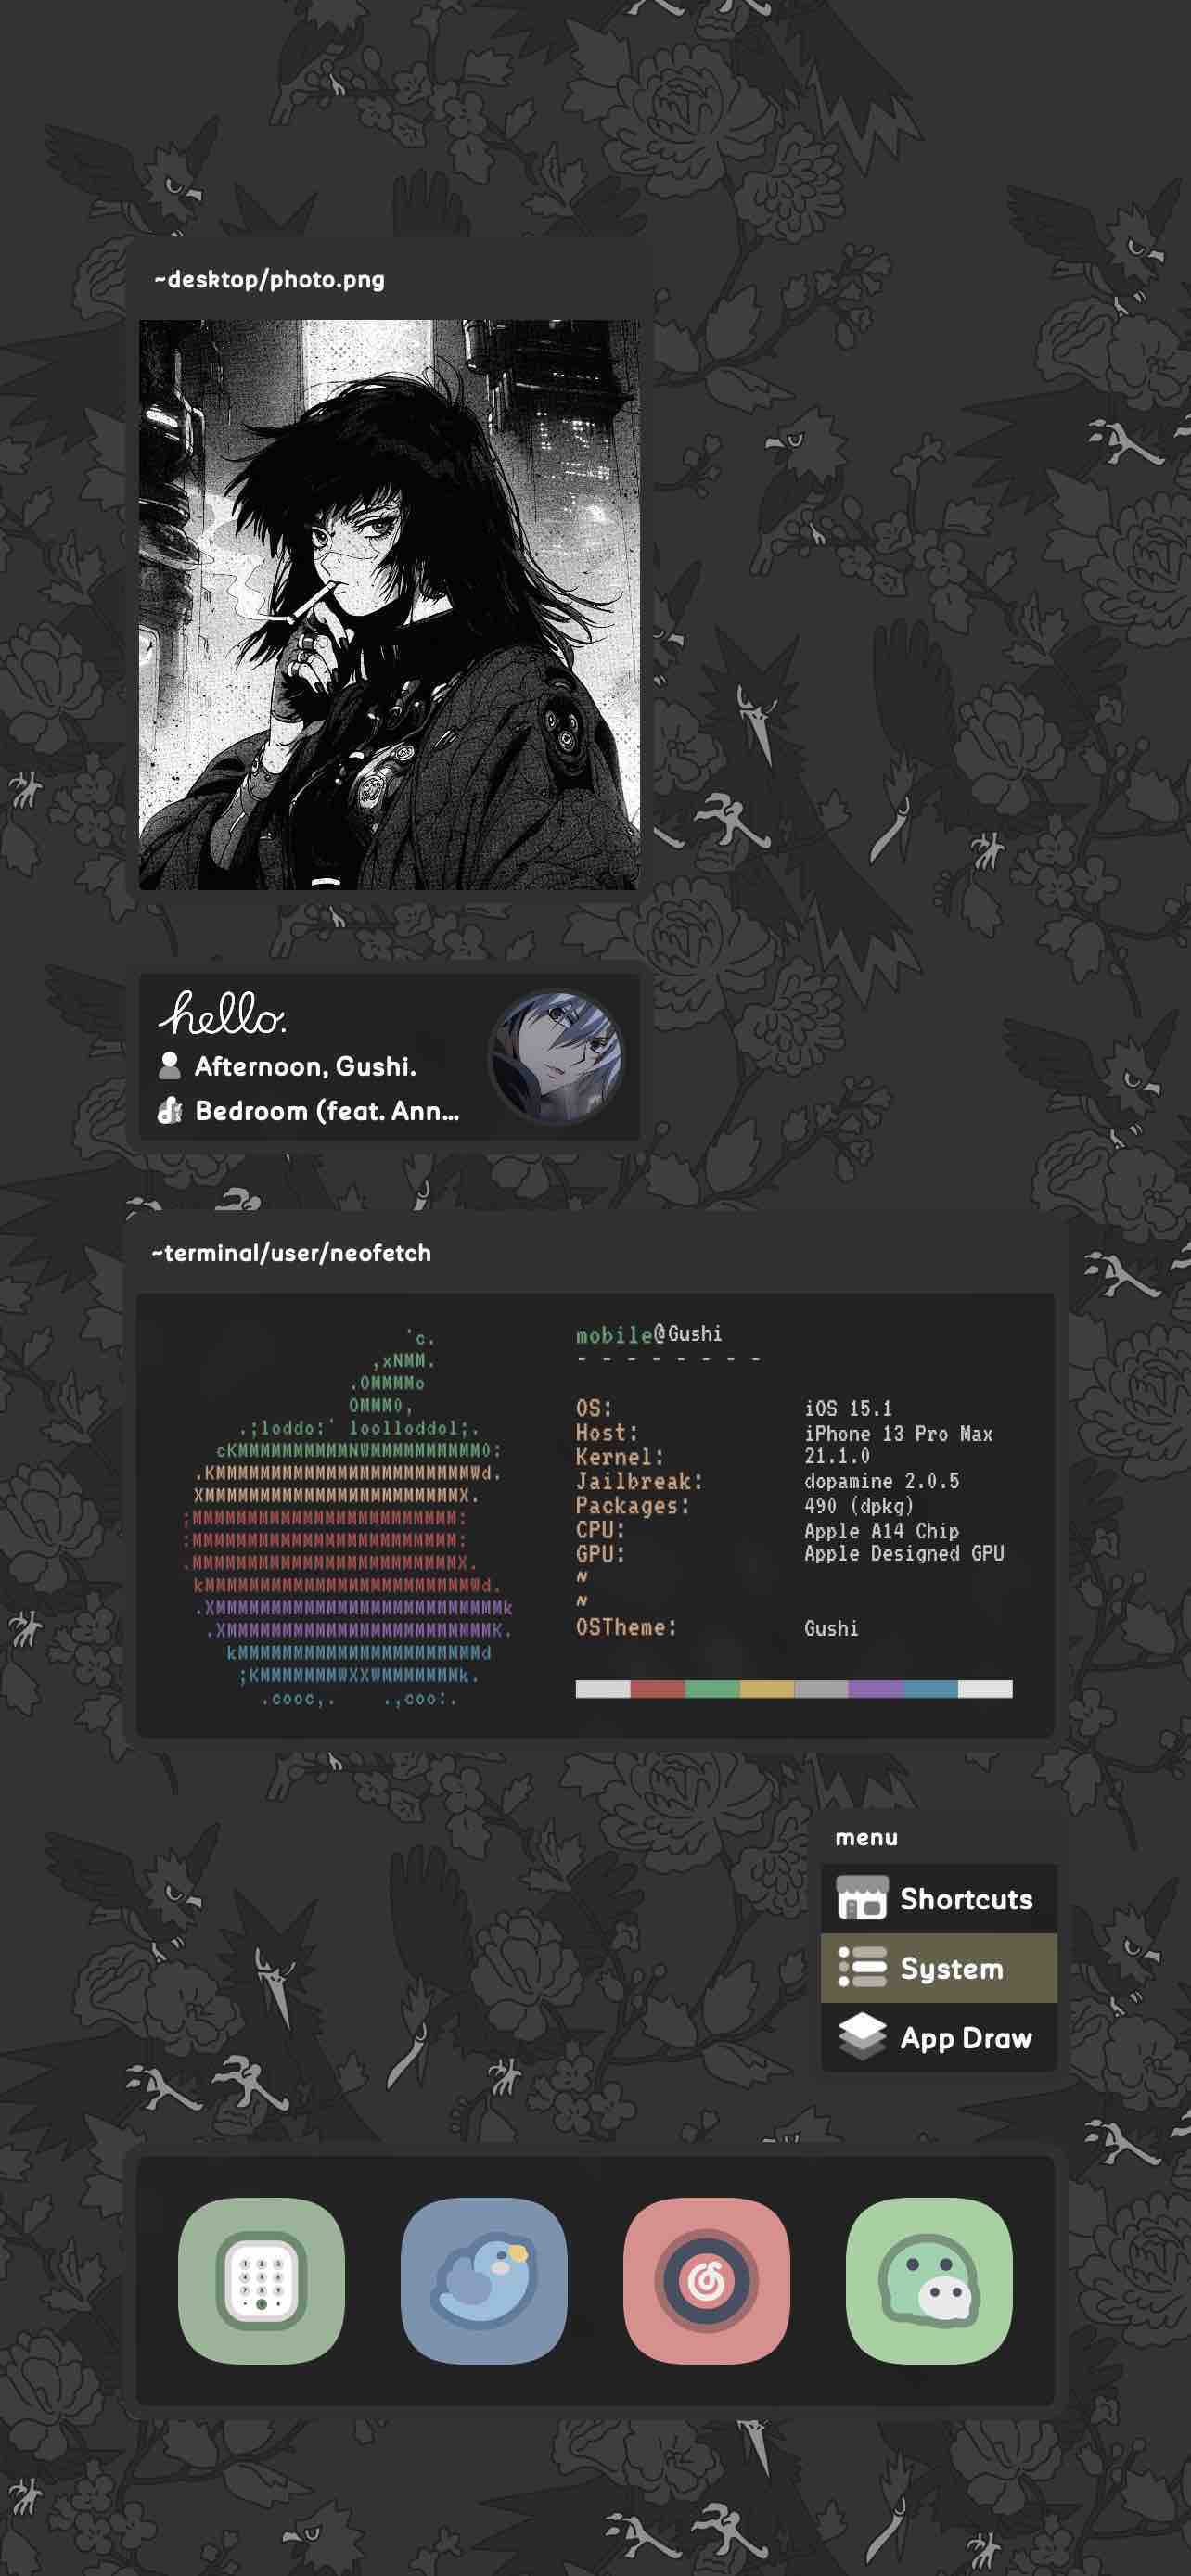 ~desktop/photo.png
hello.
Afternoon, Gushi.
Bedroom (feat. Ann...
~terminal/user/neofetch
'c.
,xNMM.
.OMMMMo
OMMM0,
.;loddo:' loolloddol;.
cKMMMMMMMMMMNWMMMMMMMMMM0:
.KMMMMMMMMMMMMMMMMMMMMMMMWd.
XMMMMMMMMMMMMMMMMMMMMMMMX.
;MMMMMMMMMMMMMMMMMMMMMMMM:
:MMMMMMMMMMMMMMMMMMMMMMMM:
.MMMMMMMMMMMMMMMMMMMMMMMMX.
kMMMMMMMMMMMMMMMMMMMMMMMMWd.
.XMMMMMMMMMMMMMMMMMMMMMMMMMMk
.XMMMMMMMMMMMMMMMMMMMMMMMMK.
kMMMMMMMMMMMMMMMMMMMMMMd
;KMMMMMMMWXXWMMMMMMMk.
.cooc,. .,coo:.
mobile@Gushi
- - - - - - - -
OS: iOS 15.1
Host: iPhone 13 Pro Max
Kernel: 21.1.0
Jailbreak: dopamine 2.0.5
Packages: 490 (dpkg)
CPU: Apple A14 Chip
GPU: Apple Designed GPU
~
~
OSTheme: Gushi
menu
Shortcuts
System
App Draw